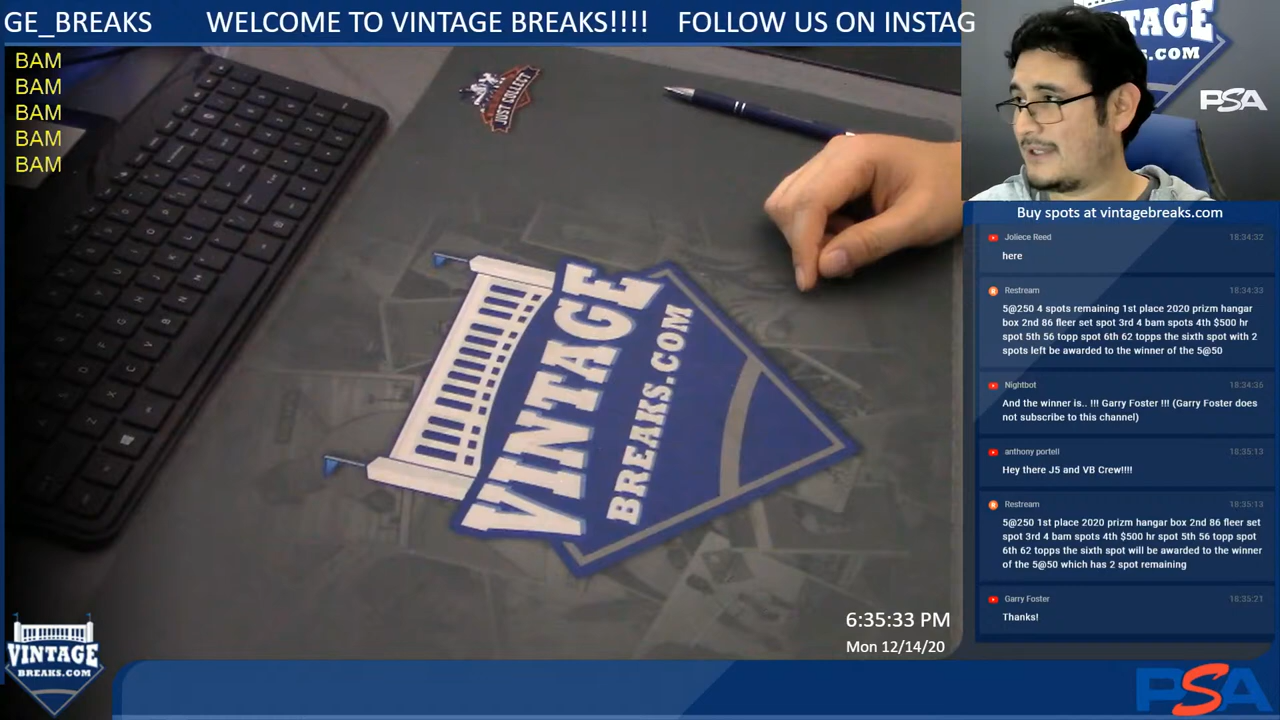 GE_BREAKS WELCOME TO VINTAGE BREAKS!!!! FOLLOW US ON INSTAG
BAM
BAM
BAM
BAM
BAM
JUST COLLECT
VINTAGE
BREAKS.COM
VINTAGE
BREAKS.COM
6:35:33 PM
Mon 12/14/20
PSA
Buy spots at vintagebreaks.com
Joliece Reed 18:34:32
here
Restream 18:34:33
5@250 4 spots remaining 1st place 2020 prizm hangar
box 2nd 86 fleer set spot 3rd 4 bam spots 4th $500 hr
spot 5th 56 topp spot 6th 62 topps the sixth spot with 2
spots left be awarded to the winner of the 5@50
Nightbot 18:34:36
And the winner is.. !!! Garry Foster !!! (Garry Foster does
not subscribe to this channel)
anthony portell 18:35:13
Hey there J5 and VB Crew!!!!
Restream 18:35:13
5@250 1st place 2020 prizm hangar box 2nd 86 fleer set
spot 3rd 4 bam spots 4th $500 hr spot 5th 56 topp spot
6th 62 topps the sixth spot will be awarded to the winner
of the 5@50 which has 2 spot remaining
Garry Foster 18:35:21
Thanks!
PSA